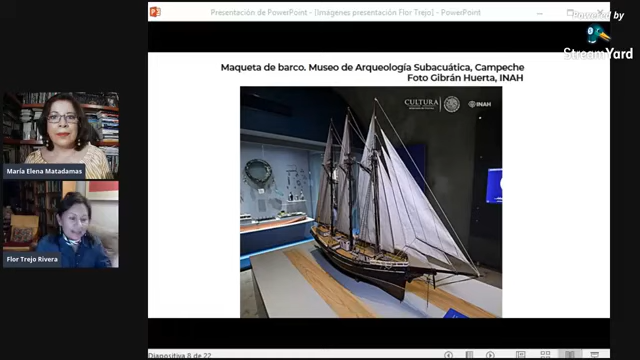 Presentación de PowerPoint - [Imágenes presentación Flor Trejo] - PowerPoint
Powered by
StreamYard
Maqueta de barco. Museo de Arqueología Subacuática, Campeche
Foto Gibrán Huerta, INAH
CULTURA
INAH
María Elena Matadamas
Flor Trejo Rivera
Diapositiva 8 de 22